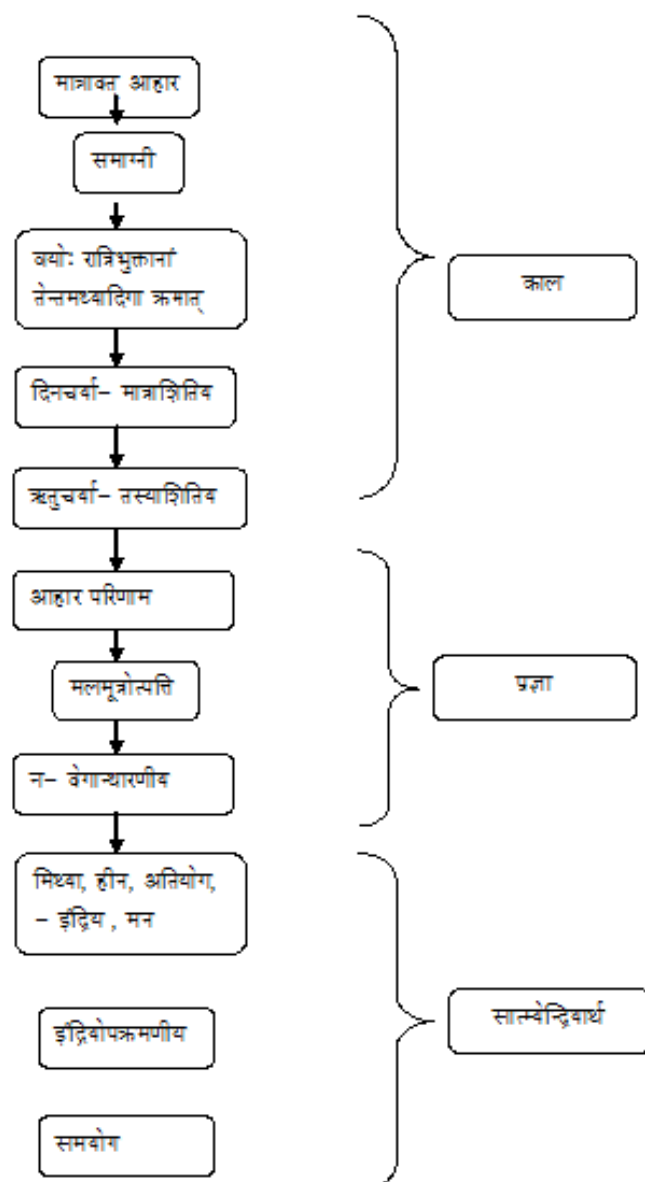 मात्रावत आहार
समाग्नी
वयोः रात्रिभुक्तानां
तेन्तमध्यादिगा क्रमात्
काल
दिनचर्या– मात्राशितिय
ऋतुचर्या– तस्याशितिय
आहार परिणाम
मलमूत्रोत्पत्ति
प्रज्ञा
न– वेगान्धारणीय
मिथ्या, हीन, अतियोग,
– इंद्रिय , मन
इंद्रियोपक्रमणीय
सात्म्येन्द्रियार्थ
समयोग